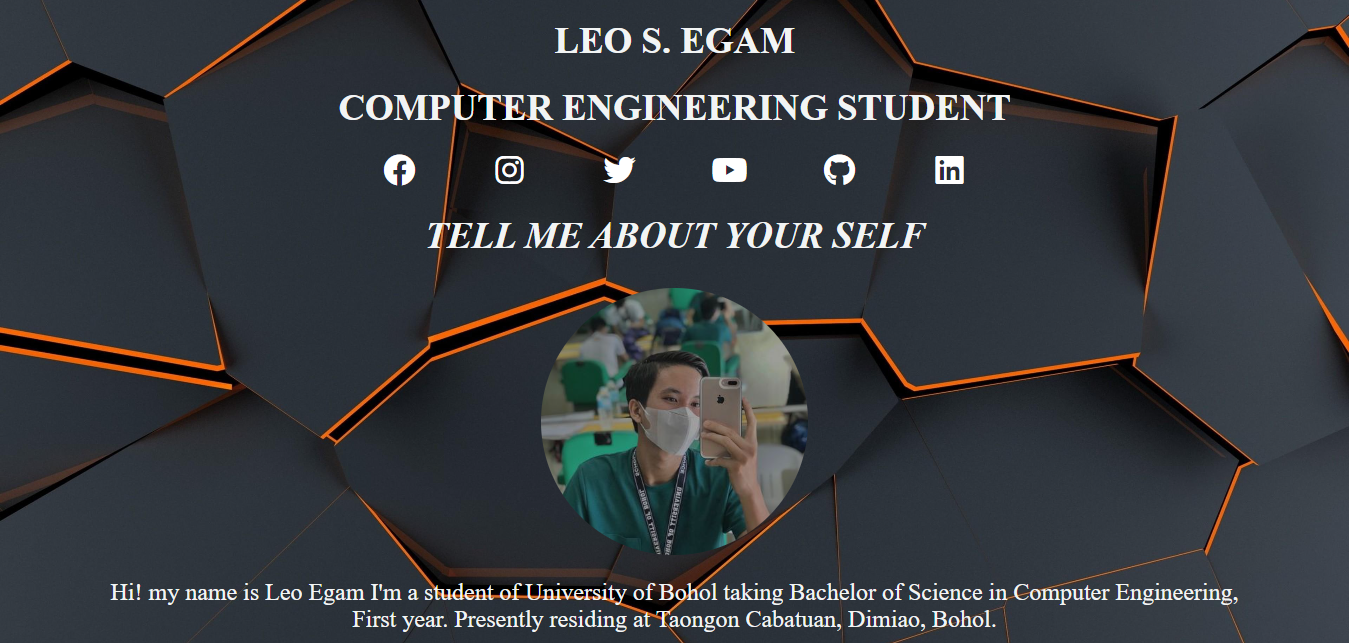 LEO S. EGAM
COMPUTER ENGINEERING STUDENT
TELL ME ABOUT YOUR SELF
Hi! my name is Leo Egam I'm a student of University of Bohol taking Bachelor of Science in Computer Engineering,
First year. Presently residing at Taongon Cabatuan, Dimiao, Bohol.